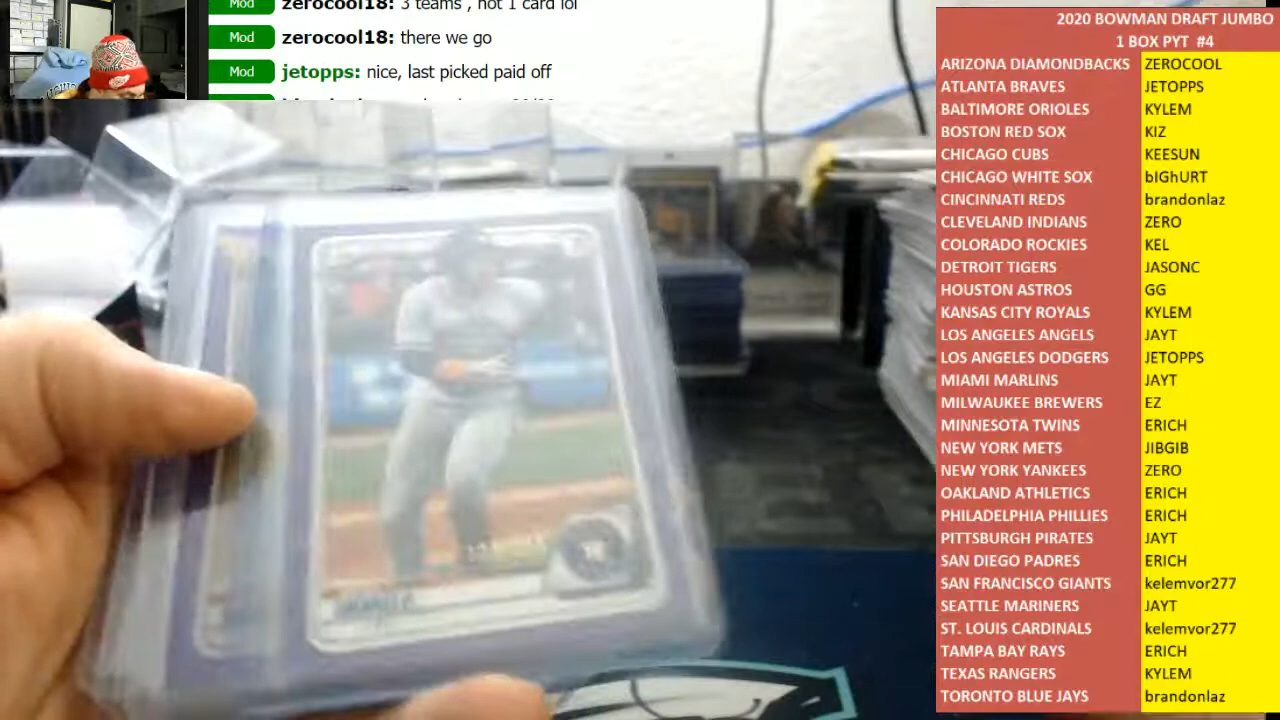 Mod zerocool18: 3 teams , not 1 card lol
Mod zerocool18: there we go
Mod jetopps: nice, last picked paid off
2020 BOWMAN DRAFT JUMBO
1 BOX PYT #4
ARIZONA DIAMONDBACKS ZEROCOOL
ATLANTA BRAVES JETOPPS
BALTIMORE ORIOLES KYLEM
BOSTON RED SOX KIZ
CHICAGO CUBS KEESUN
CHICAGO WHITE SOX bIGhURT
CINCINNATI REDS brandonlaz
CLEVELAND INDIANS ZERO
COLORADO ROCKIES KEL
DETROIT TIGERS JASONC
HOUSTON ASTROS GG
KANSAS CITY ROYALS KYLEM
LOS ANGELES ANGELS JAYT
LOS ANGELES DODGERS JETOPPS
MIAMI MARLINS JAYT
MILWAUKEE BREWERS EZ
MINNESOTA TWINS ERICH
NEW YORK METS JIBGIB
NEW YORK YANKEES ZERO
OAKLAND ATHLETICS ERICH
PHILADELPHIA PHILLIES ERICH
PITTSBURGH PIRATES JAYT
SAN DIEGO PADRES ERICH
SAN FRANCISCO GIANTS kelemvor277
SEATTLE MARINERS JAYT
ST. LOUIS CARDINALS kelemvor277
TAMPA BAY RAYS ERICH
TEXAS RANGERS KYLEM
TORONTO BLUE JAYS brandonlaz